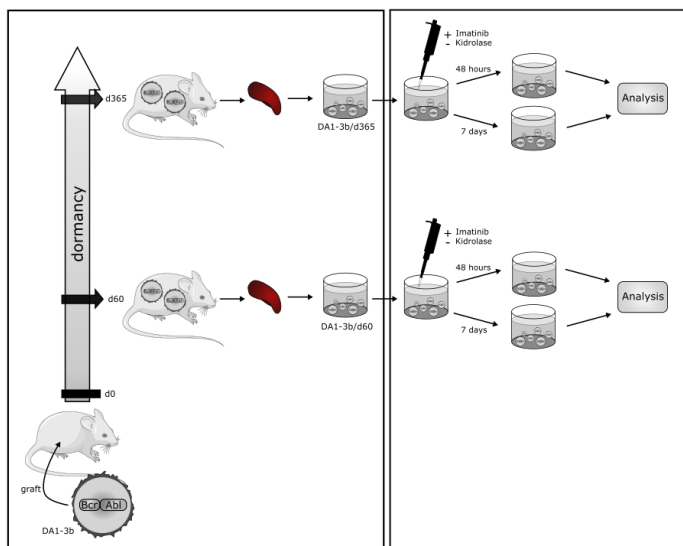 d365
DA1-3b/d365
+ Imatinib
- Kidrolase
48 hours
7 days
Analysis
dormancy
d60
DA1-3b/d60
+ Imatinib
- Kidrolase
48 hours
7 days
Analysis
d0
graft
Bcr Abl
DA1-3b